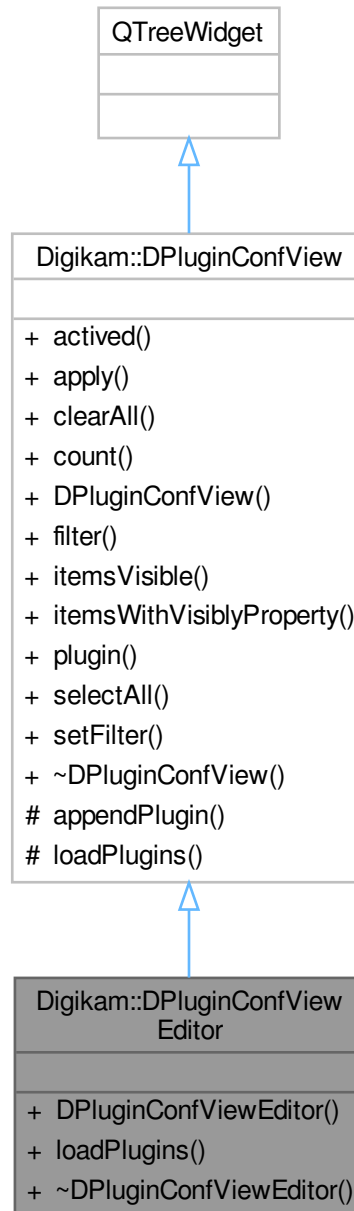 QTreeWidget
Digikam::DPluginConfView
+ actived()
+ apply()
+ clearAll()
+ count()
+ DPluginConfView()
+ filter()
+ itemsVisible()
+ itemsWithVisiblyProperty()
+ plugin()
+ selectAll()
+ setFilter()
+ ~DPluginConfView()
# appendPlugin()
# loadPlugins()
Digikam::DPluginConfView
Editor
+ DPluginConfViewEditor()
+ loadPlugins()
+ ~DPluginConfViewEditor()